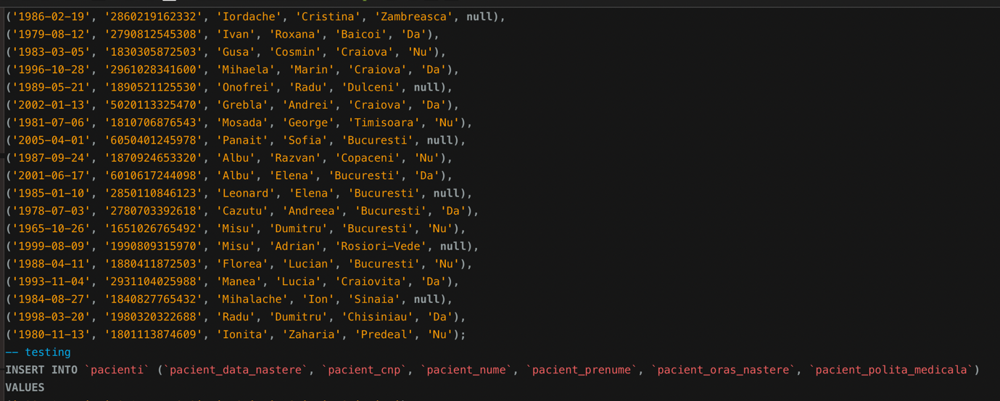 ('1986-02-19', '2860219162332', 'Iordache', 'Cristina', 'Zambreasca', null),
('1979-08-12', '2790812545308', 'Ivan', 'Roxana', 'Baicoi', 'Da'),
('1983-03-05', '1830305872503', 'Gusa', 'Cosmin', 'Craiova', 'Nu'),
('1996-10-28', '2961028341600', 'Mihaela', 'Marin', 'Craiova', 'Da'),
('1989-05-21', '1890521125530', 'Onofrei', 'Radu', 'Dulceni', null),
('2002-01-13', '5020113325470', 'Grebla', 'Andrei', 'Craiova', 'Da'),
('1981-07-06', '1810706876543', 'Mosada', 'George', 'Timisoara', 'Nu'),
('2005-04-01', '6050401245978', 'Panait', 'Sofia', 'Bucuresti', null),
('1987-09-24', '1870924653320', 'Albu', 'Razvan', 'Copaceni', 'Nu'),
('2001-06-17', '6010617244098', 'Albu', 'Elena', 'Bucuresti', 'Da'),
('1985-01-10', '2850110846123', 'Leonard', 'Elena', 'Bucuresti', null),
('1978-07-03', '2780703392618', 'Cazutu', 'Andreea', 'Bucuresti', 'Da'),
('1965-10-26', '1651026765492', 'Misu', 'Dumitru', 'Bucuresti', 'Nu'),
('1999-08-09', '1990809315970', 'Misu', 'Adrian', 'Rosiori-Vede', null),
('1988-04-11', '1880411872503', 'Florea', 'Lucian', 'Bucuresti', 'Nu'),
('1993-11-04', '2931104025988', 'Manea', 'Lucia', 'Craiovita', 'Da'),
('1984-08-27', '1840827765432', 'Mihalache', 'Ion', 'Sinaia', null),
('1998-03-20', '1980320322688', 'Radu', 'Dumitru', 'Chisiniau', 'Da'),
('1980-11-13', '1801113874609', 'Ionita', 'Zaharia', 'Predeal', 'Nu');
-- testing
INSERT INTO `pacienti` (`pacient_data_nastere`, `pacient_cnp`, `pacient_nume`, `pacient_prenume`, `pacient_oras_nastere`, `pacient_polita_medicala`)
VALUES